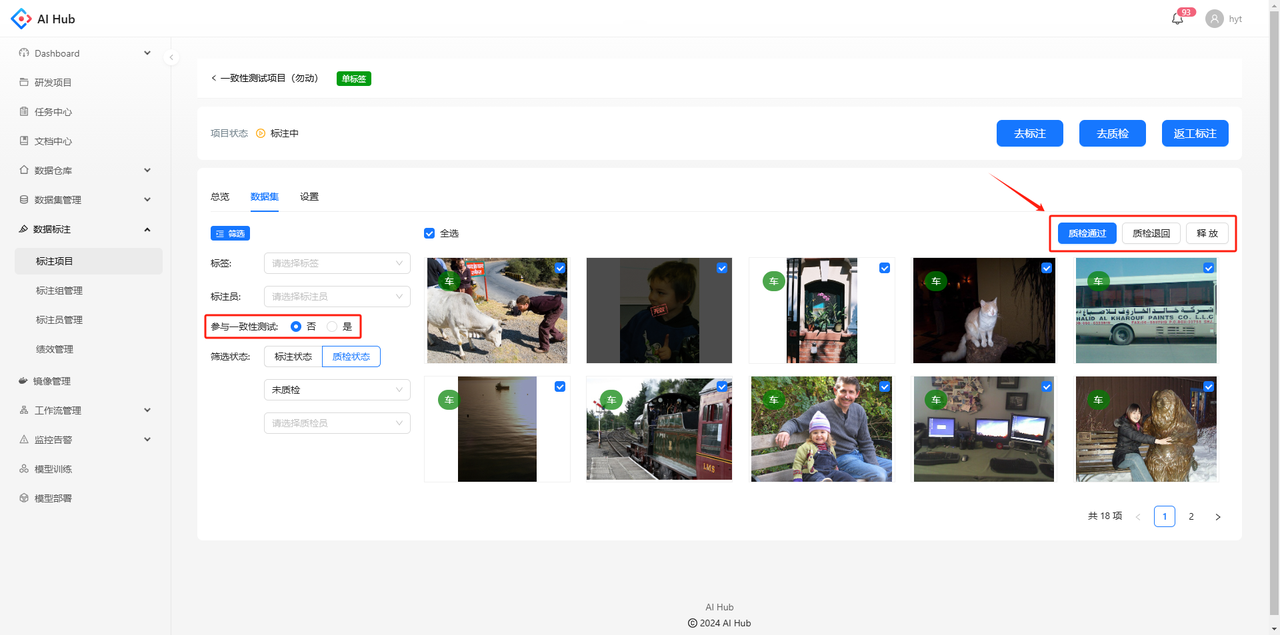 AI Hub
93
hyt
Dashboard
研发项目
任务中心
文档中心
数据仓库
数据集管理
数据标注
标注项目
标注组管理
标注员管理
绩效管理
镜像管理
工作流管理
监控告警
模型训练
模型部署
一致性测试项目（勿动）
单标签
项目状态
标注中
去标注
去质检
返工标注
总览
数据集
设置
筛选
全选
质检通过
质检退回
释 放
标签:
请选择标签
标注员:
请选择标注员
参与一致性测试:
否
是
筛选状态:
标注状态
质检状态
未质检
请选择质检员
车
车
车
车
车
车
车
车
车
共 18 项
1
2
AI Hub
© 2024 AI Hub